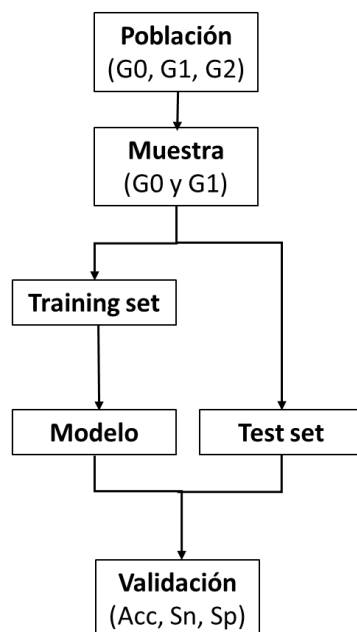 Población
(G0, G1, G2)
Muestra
(G0 y G1)
Training set
Modelo
Test set
Validación
(Acc, Sn, Sp)